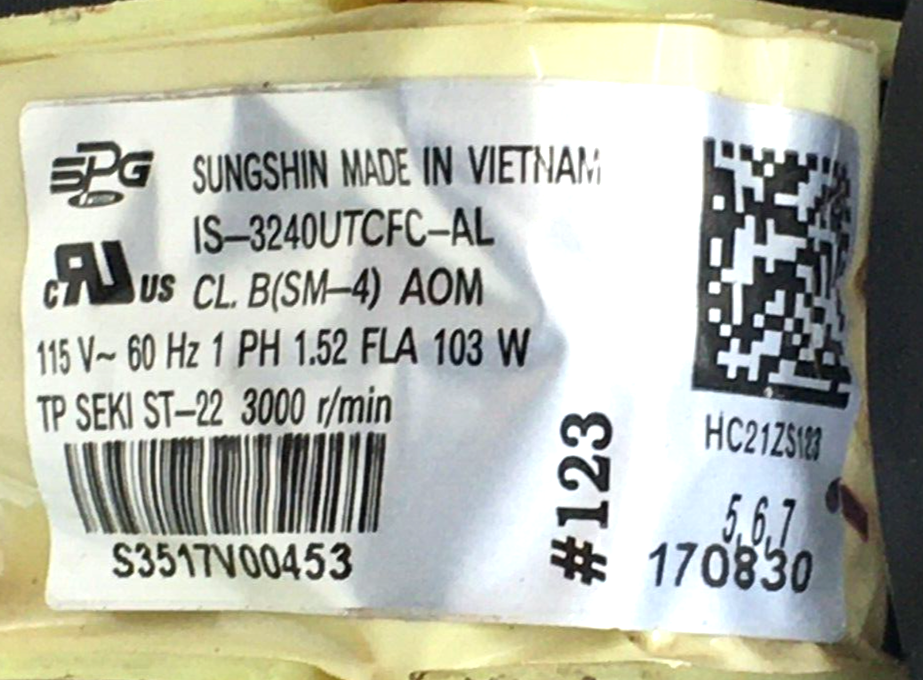 SPG
SUNGSHIN MADE IN VIETNAM
IS-3240UTCFC-AL
cRUus CL. B(SM-4) AOM
115 V~ 60 Hz 1 PH 1.52 FLA 103 W
TP SEKI ST-22 3000 r/min
S3517V00453
#123
HC21ZS123
5,6,7
170830